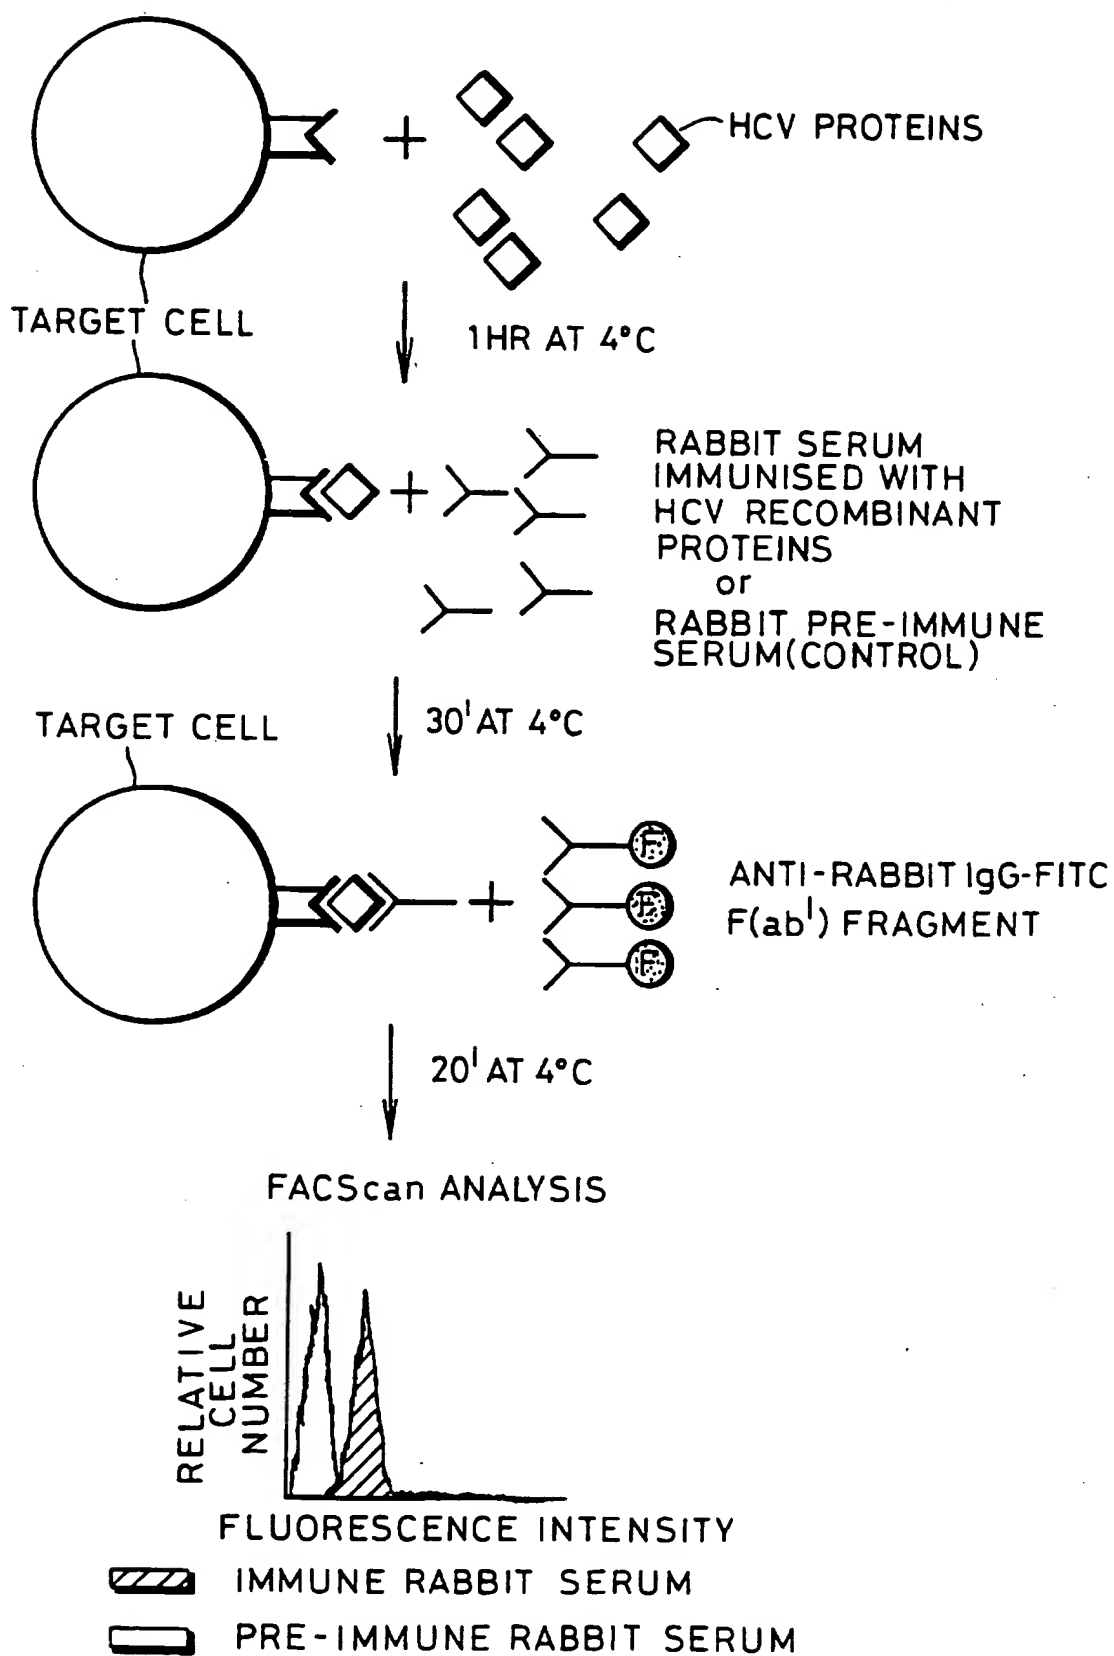 HCV PROTEINS
TARGET CELL
1HR AT 4°C
RABBIT SERUM
IMMUNISED WITH
HCV RECOMBINANT
PROTEINS
or
RABBIT PRE-IMMUNE
SERUM(CONTROL)
30' AT 4°C
TARGET CELL
F
F
F
ANTI-RABBIT IgG-FITC
F(ab') FRAGMENT
20' AT 4°C
FACScan ANALYSIS
RELATIVE
CELL
NUMBER
FLUORESCENCE INTENSITY
IMMUNE RABBIT SERUM
PRE-IMMUNE RABBIT SERUM